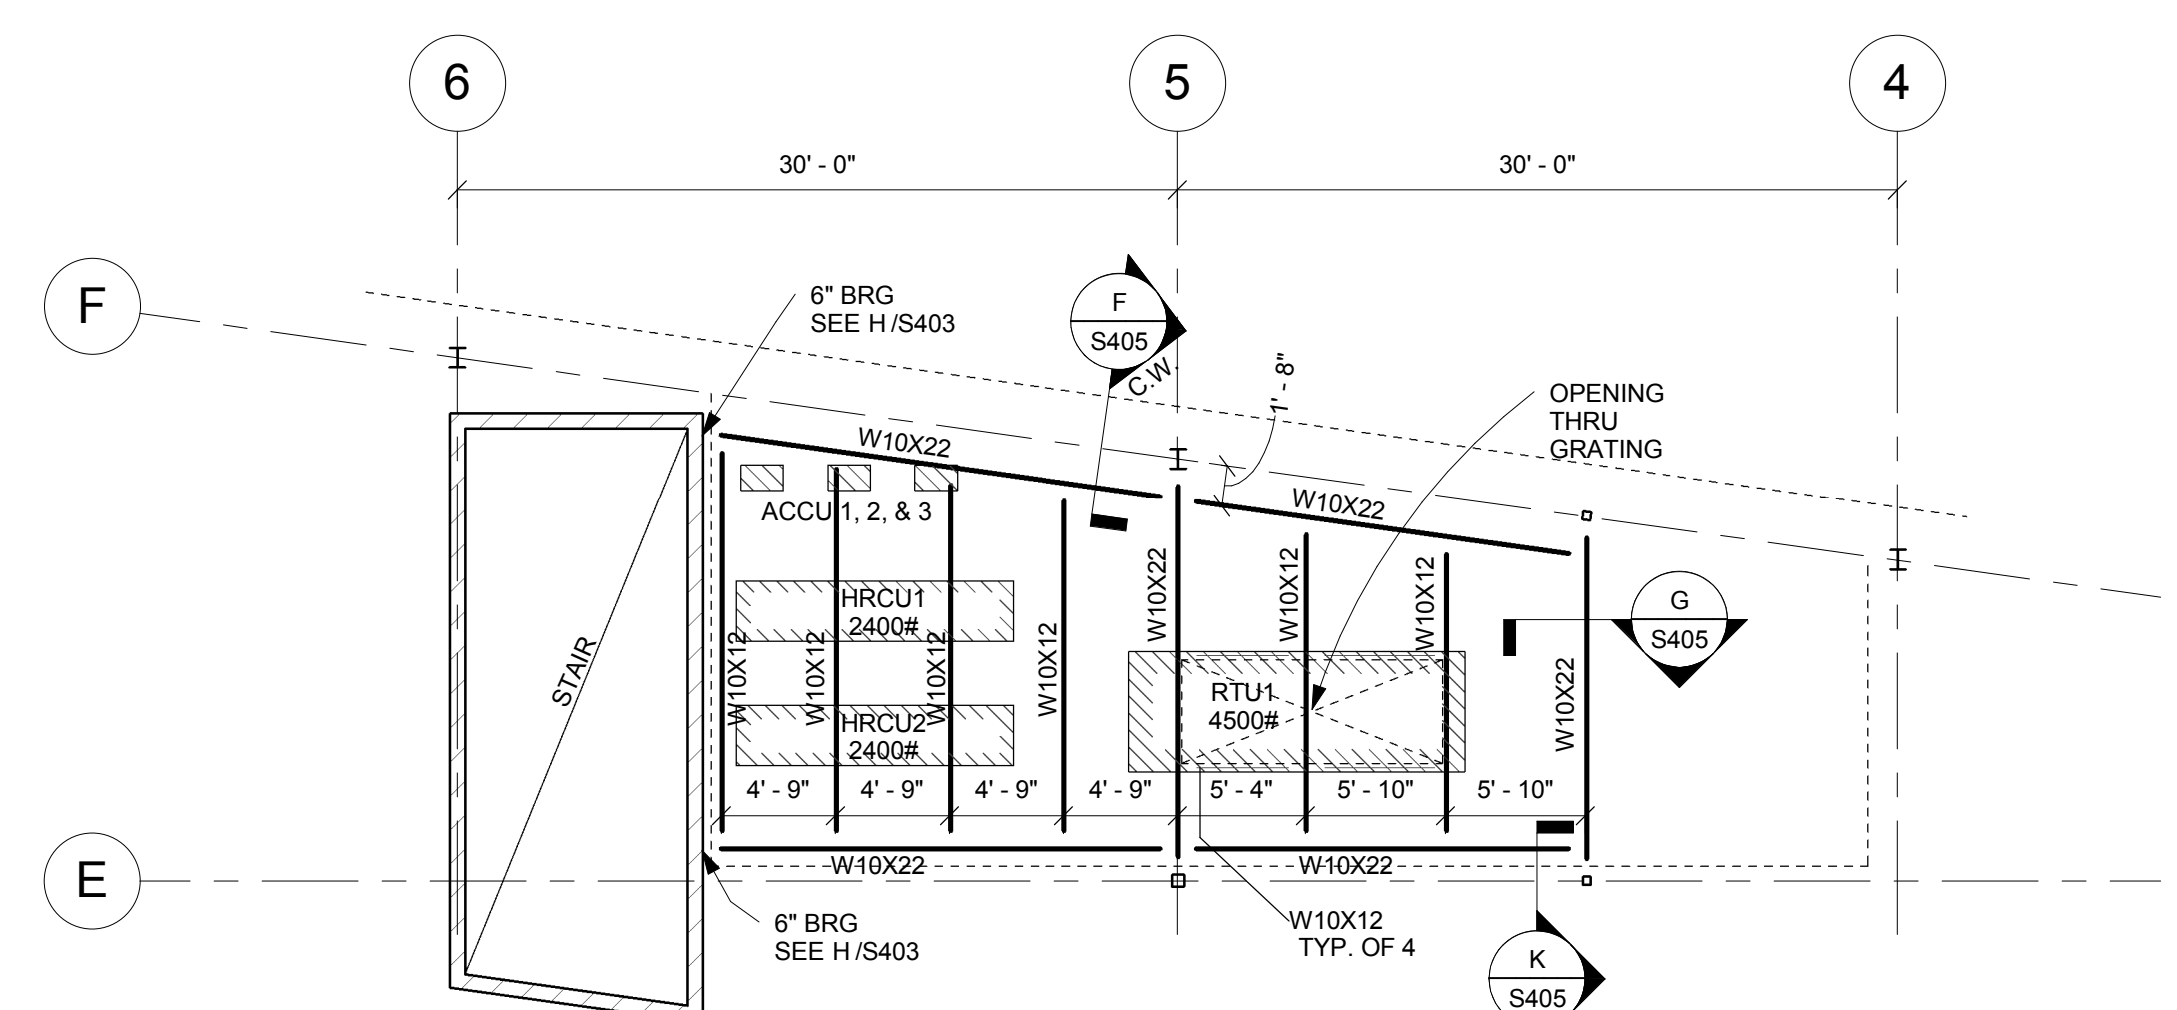 6
5
4
30' - 0"
30' - 0"
F
E
6" BRG
SEE H/S403
F
S405
C.W.
1' - 8"
OPENING
THRU
GRATING
W10X22
W10X22
ACCU 1, 2, & 3
HRCU1
2400#
HRCU2
2400#
W10X12
W10X12
W10X12
W10X12
W10X22
W10X12
W10X12
W10X22
STAIR
RTU1
4500#
G
S405
4' - 9"
4' - 9"
4' - 9"
4' - 9"
5' - 4"
5' - 10"
5' - 10"
W10X22
W10X22
6" BRG
SEE H/S403
W10X12
TYP. OF 4
K
S405